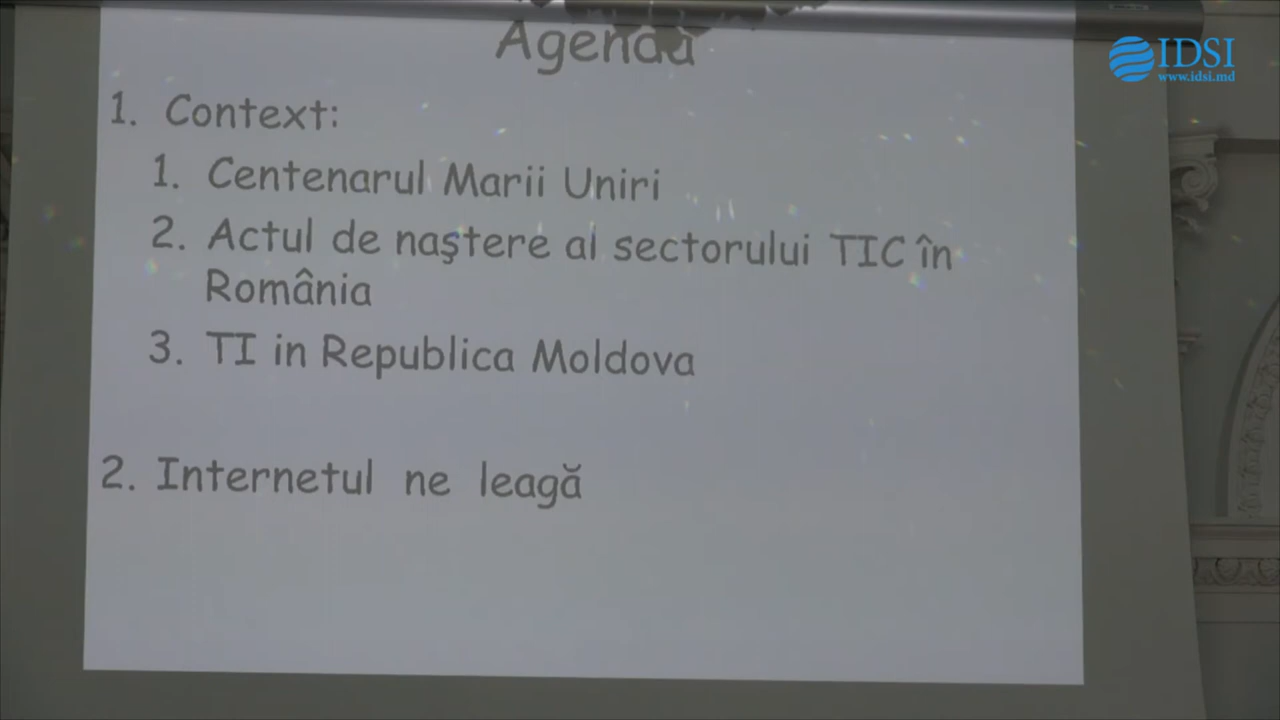 Agenda
IDSI
www.idsi.md
1. Context:
1. Centenarul Marii Uniri
2. Actul de naştere al sectorului TIC în
România
3. TI in Republica Moldova
2. Internetul ne leagă